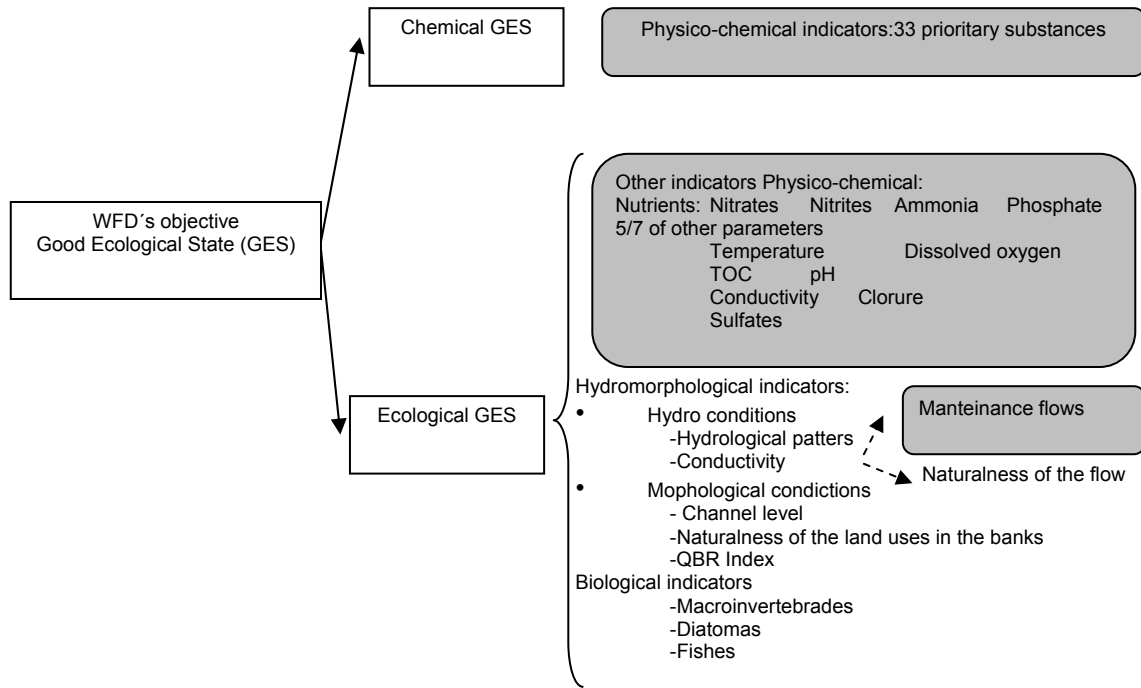 Chemical GES
Physico-chemical indicators:33 prioritary substances
WFD´s objective
Good Ecological State (GES)
Other indicators Physico-chemical:
Nutrients: Nitrates Nitrites Ammonia Phosphate
5/7 of other parameters
Temperature Dissolved oxygen
TOC pH
Conductivity Clorure
Sulfates
Ecological GES
Hydromorphological indicators:
• Hydro conditions
-Hydrological patters
-Conductivity
Manteinance flows
Naturalness of the flow
• Mophological condictions
- Channel level
-Naturalness of the land uses in the banks
-QBR Index
Biological indicators
-Macroinvertebrades
-Diatomas
-Fishes